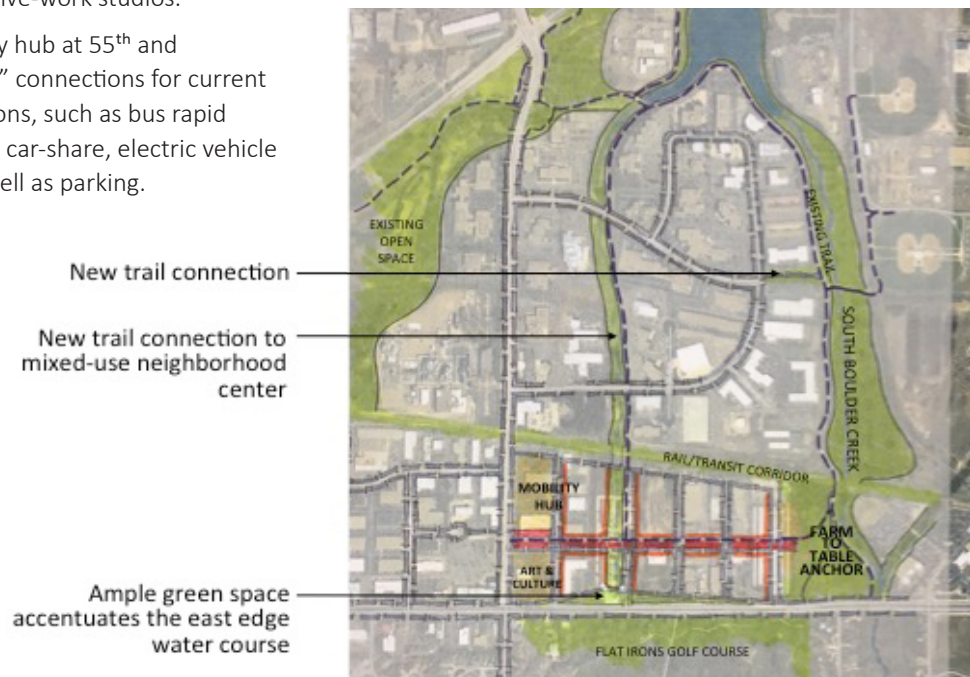 ve-work studios.
y hub at 55th and
” connections for current
ons, such as bus rapid
car-share, electric vehicle
ell as parking.
EXISTING
OPEN
SPACE
EXISTING TRAIL
New trail connection
New trail connection to
mixed-use neighborhood
center
SOUTH BOULDER CREEK
RAIL/TRANSIT CORRIDOR
MOBILITY
HUB
FARM
TO
TABLE
ANCHOR
ART &
CULTURE
Ample green space
accentuates the east edge
water course
FLAT IRONS GOLF COURSE